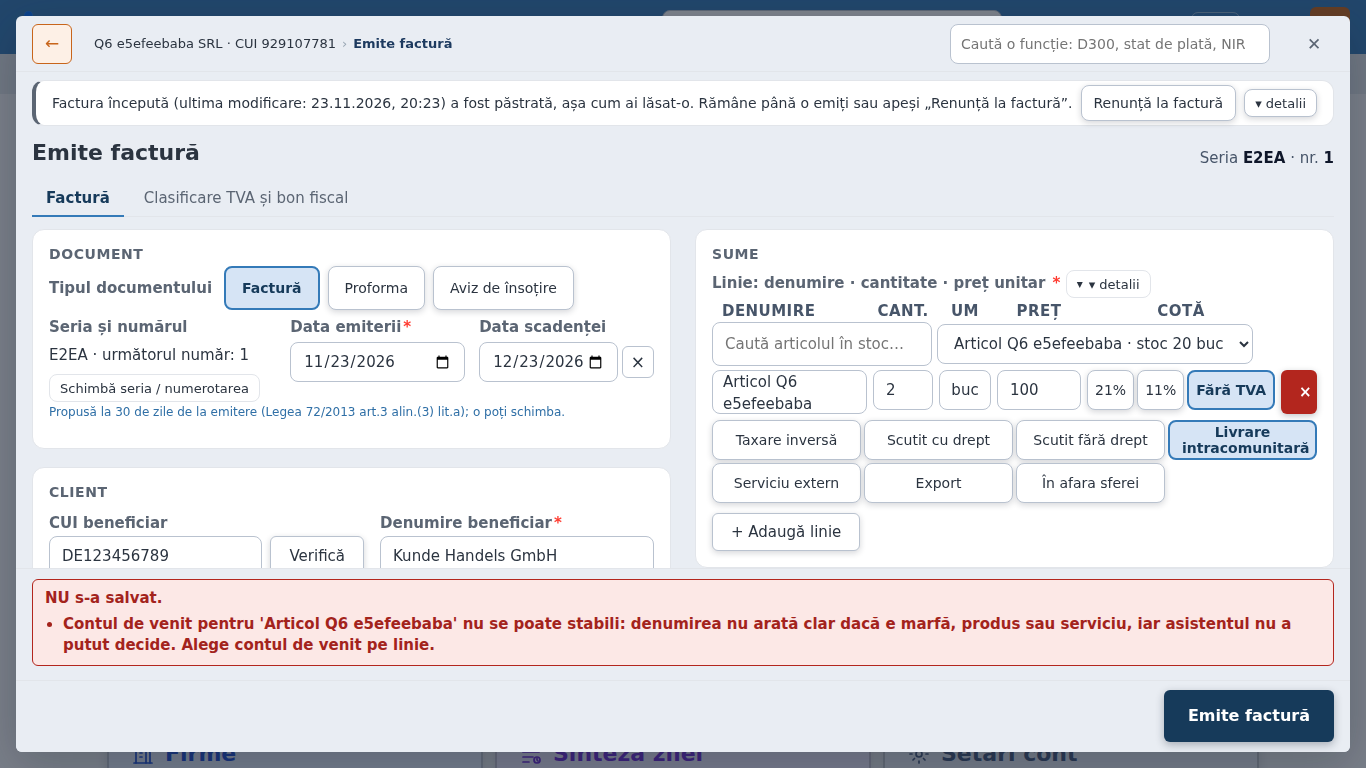 ←
Q6 e5efeebaba SRL · CUI 929107781 › Emite factură
Caută o funcție: D300, stat de plată, NIR
✕
Factura începută (ultima modificare: 23.11.2026, 20:23) a fost păstrată, așa cum ai lăsat-o. Rămâne până o emiți sau apeși „Renunță la factură”.
Renunță la factură
▾ detalii
Emite factură
Seria E2EA · nr. 1
Factură
Clasificare TVA și bon fiscal
DOCUMENT
Tipul documentului
Factură
Proforma
Aviz de însoțire
Seria și numărul
Data emiterii*
Data scadenței
E2EA · următorul număr: 1
11/23/2026
12/23/2026
×
Schimbă seria / numerotarea
Propusă la 30 de zile de la emitere (Legea 72/2013 art.3 alin.(3) lit.a); o poți schimba.
CLIENT
CUI beneficiar
Denumire beneficiar*
DE123456789
Verifică
Kunde Handels GmbH
SUME
Linie: denumire · cantitate · preț unitar *
▾ ▾ detalii
DENUMIRE
CANT.
UM
PREȚ
COTĂ
Caută articolul în stoc...
Articol Q6 e5efeebaba · stoc 20 buc
Articol Q6
e5efeebaba
2
buc
100
21%
11%
Fără TVA
×
Taxare inversă
Scutit cu drept
Scutit fără drept
Livrare
intracomunitară
Serviciu extern
Export
În afara sferei
+ Adaugă linie
NU s-a salvat.
• Contul de venit pentru 'Articol Q6 e5efeebaba' nu se poate stabili: denumirea nu arată clar dacă e marfă, produs sau serviciu, iar asistentul nu a
putut decide. Alege contul de venit pe linie.
Emite factură
Firme
Sinteza zilei
Setări cont